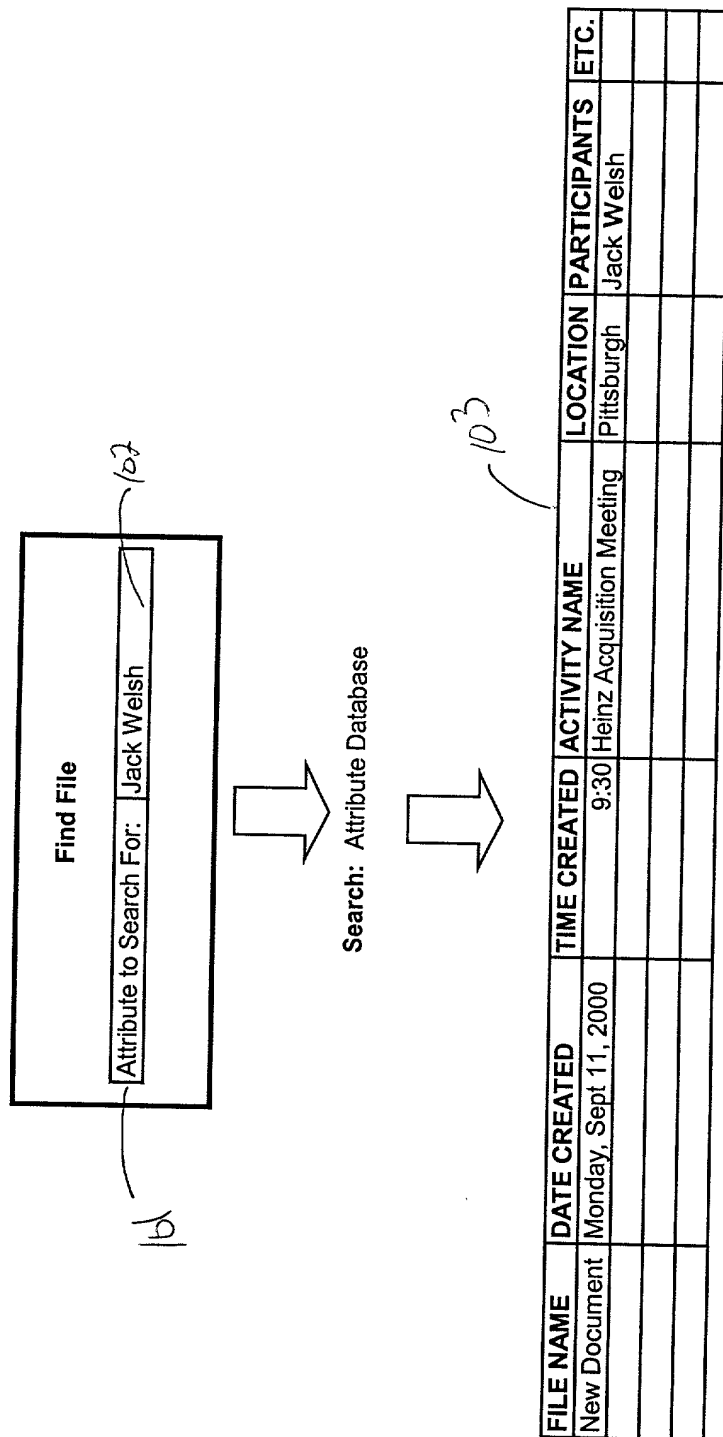 Find File
Attribute to Search For: Jack Welsh
101
102
Search: Attribute Database
103
FILE NAME DATE CREATED TIME CREATED ACTIVITY NAME LOCATION PARTICIPANTS ETC.
New Document Monday, Sept 11, 2000 9:30 Heinz Acquisition Meeting Pittsburgh Jack Welsh